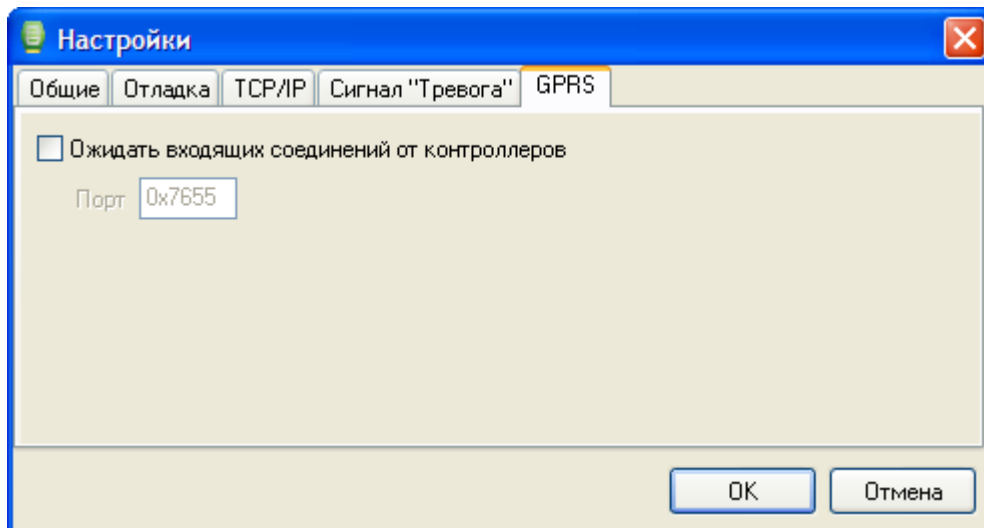 Настройки
Общие Отладка TCP/IP Сигнал "Тревога" GPRS
Ожидать входящих соединений от контроллеров
Порт 0x7655
OK Отмена